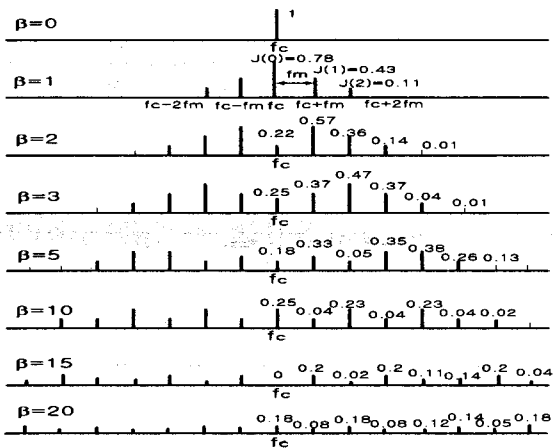 β=0
1
fc
J(0)=0.78
β=1
fm
J(1)=0.43
J(2)=0.11
fc-2fm fc-fm fc fc+fm fc+2fm
β=2
0.22 0.57 0.36 0.14 0.01
fc
β=3
0.25 0.37 0.47 0.37 0.04 0.01
fc
β=5
0.18 0.33 0.05 0.35 0.38 0.26 0.13
fc
β=10
0.25 0.04 0.23 0.04 0.23 0.04 0.02
fc
β=15
0 0.2 0.02 0.2 0.11 0.14 0.2 0.04
fc
β=20
0.18 0.08 0.18 0.08 0.12 0.14 0.05 0.18
fc